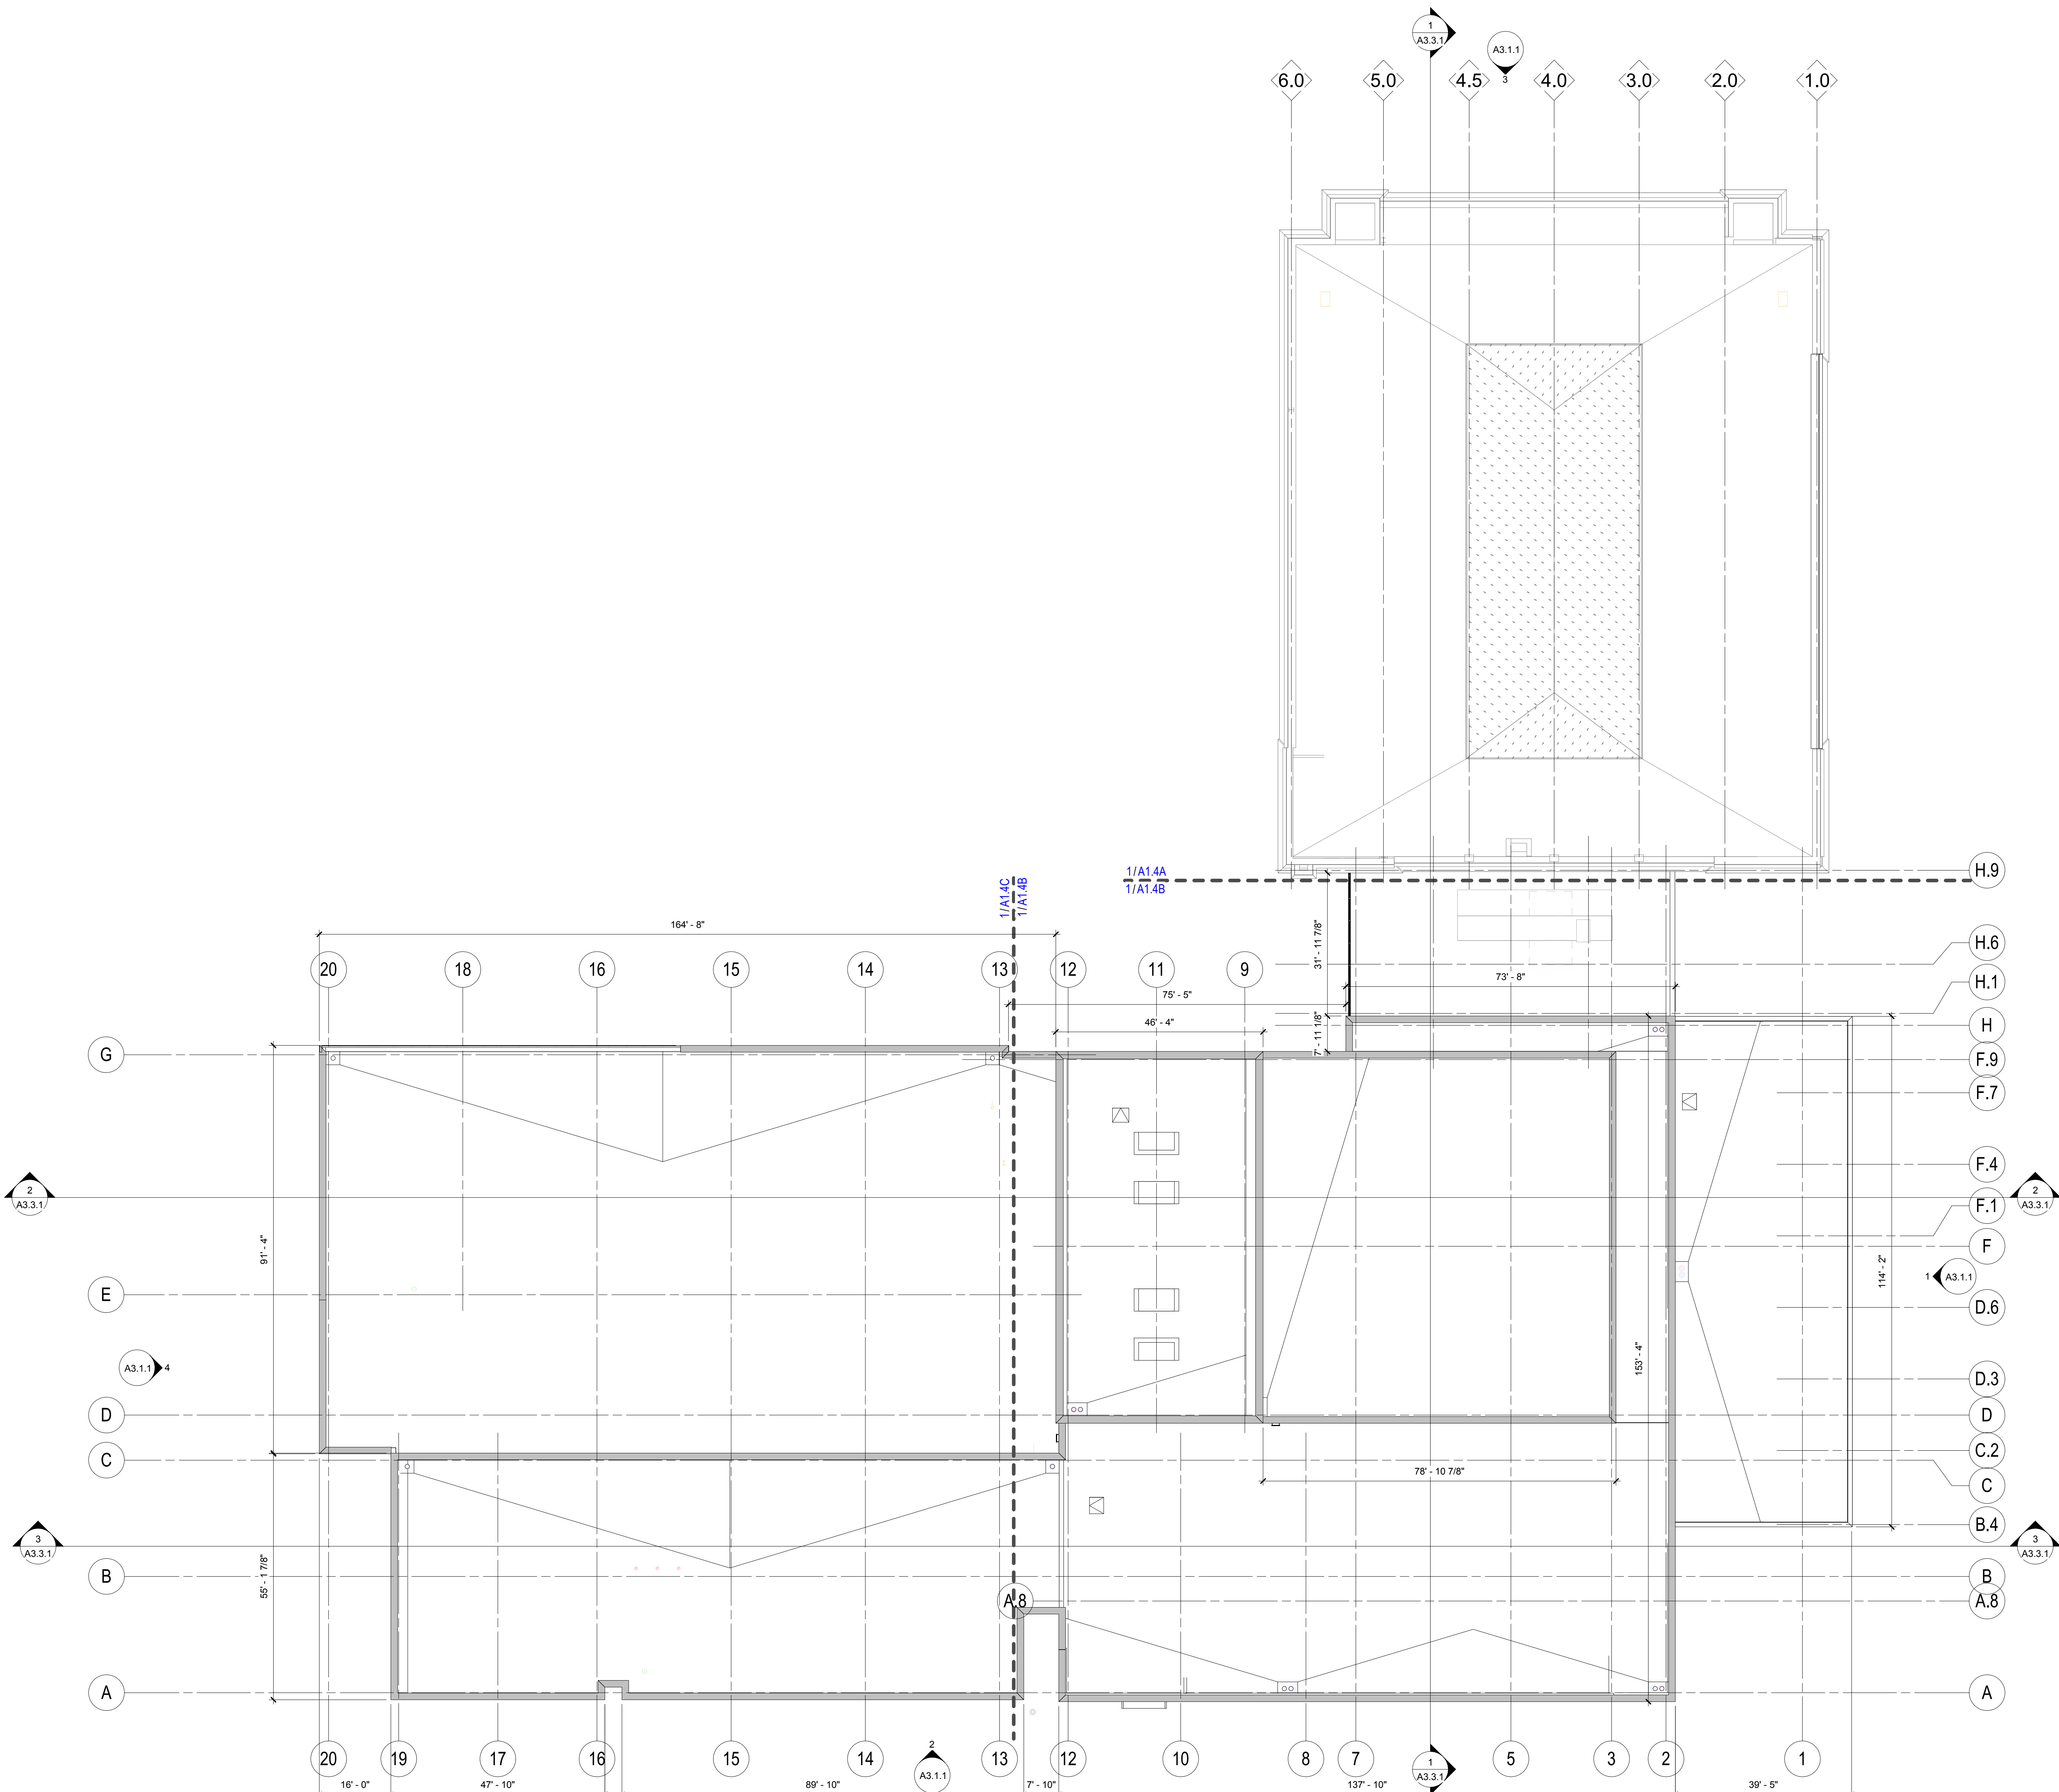 1
A3.3.1
A3.1.1
3
6.0
5.0
4.5
4.0
3.0
2.0
1.0
1 / A1.4A
1 / A1.4B
1 / A1.4C
1 / A1.4B
H.9
164' - 8"
31' - 11 7/8"
H.6
20
18
16
15
14
13
12
11
9
73' - 8"
H.1
75' - 5"
46' - 4"
7' - 11 1/8"
H
G
F.9
F.7
F.4
2
A3.3.1
2
A3.3.1
F.1
91' - 4"
F
114' - 2"
1
A3.1.1
E
D.6
A3.1.1
4
153' - 4"
D.3
D
D
C
C.2
78' - 10 7/8"
C
B.4
3
A3.3.1
3
A3.3.1
55' - 1 7/8"
B
B
A.8
A.8
A
A
20
19
17
16
15
14
13
12
10
8
7
5
3
2
1
2
A3.1.1
1
A3.3.1
16' - 0"
47' - 10"
89' - 10"
7' - 10"
137' - 10"
39' - 5"